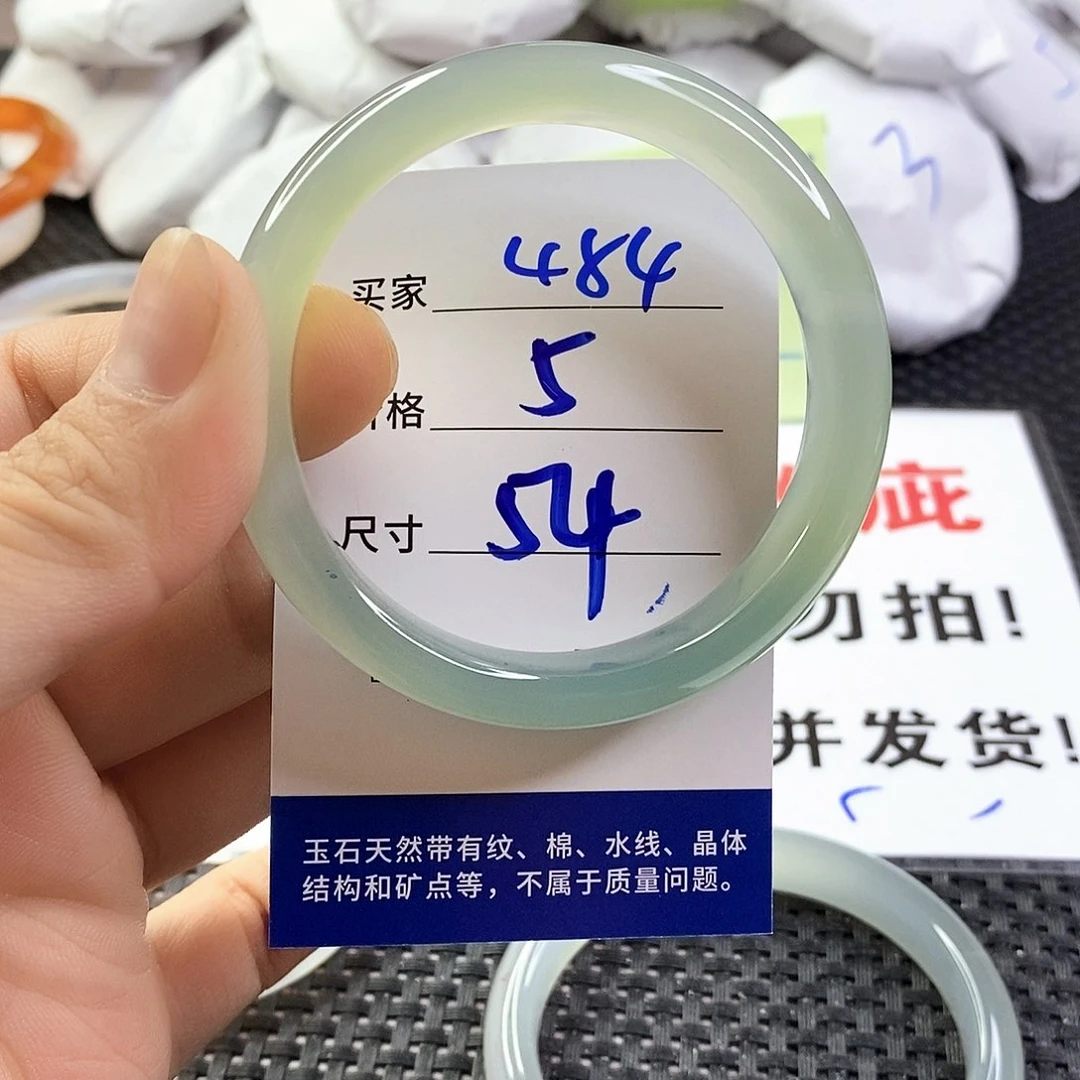 3
买家 484
格 5
尺寸 54
疵
勿拍!
并发货!
玉石天然带有纹、棉、水线、晶体
结构和矿点等，不属于质量问题。